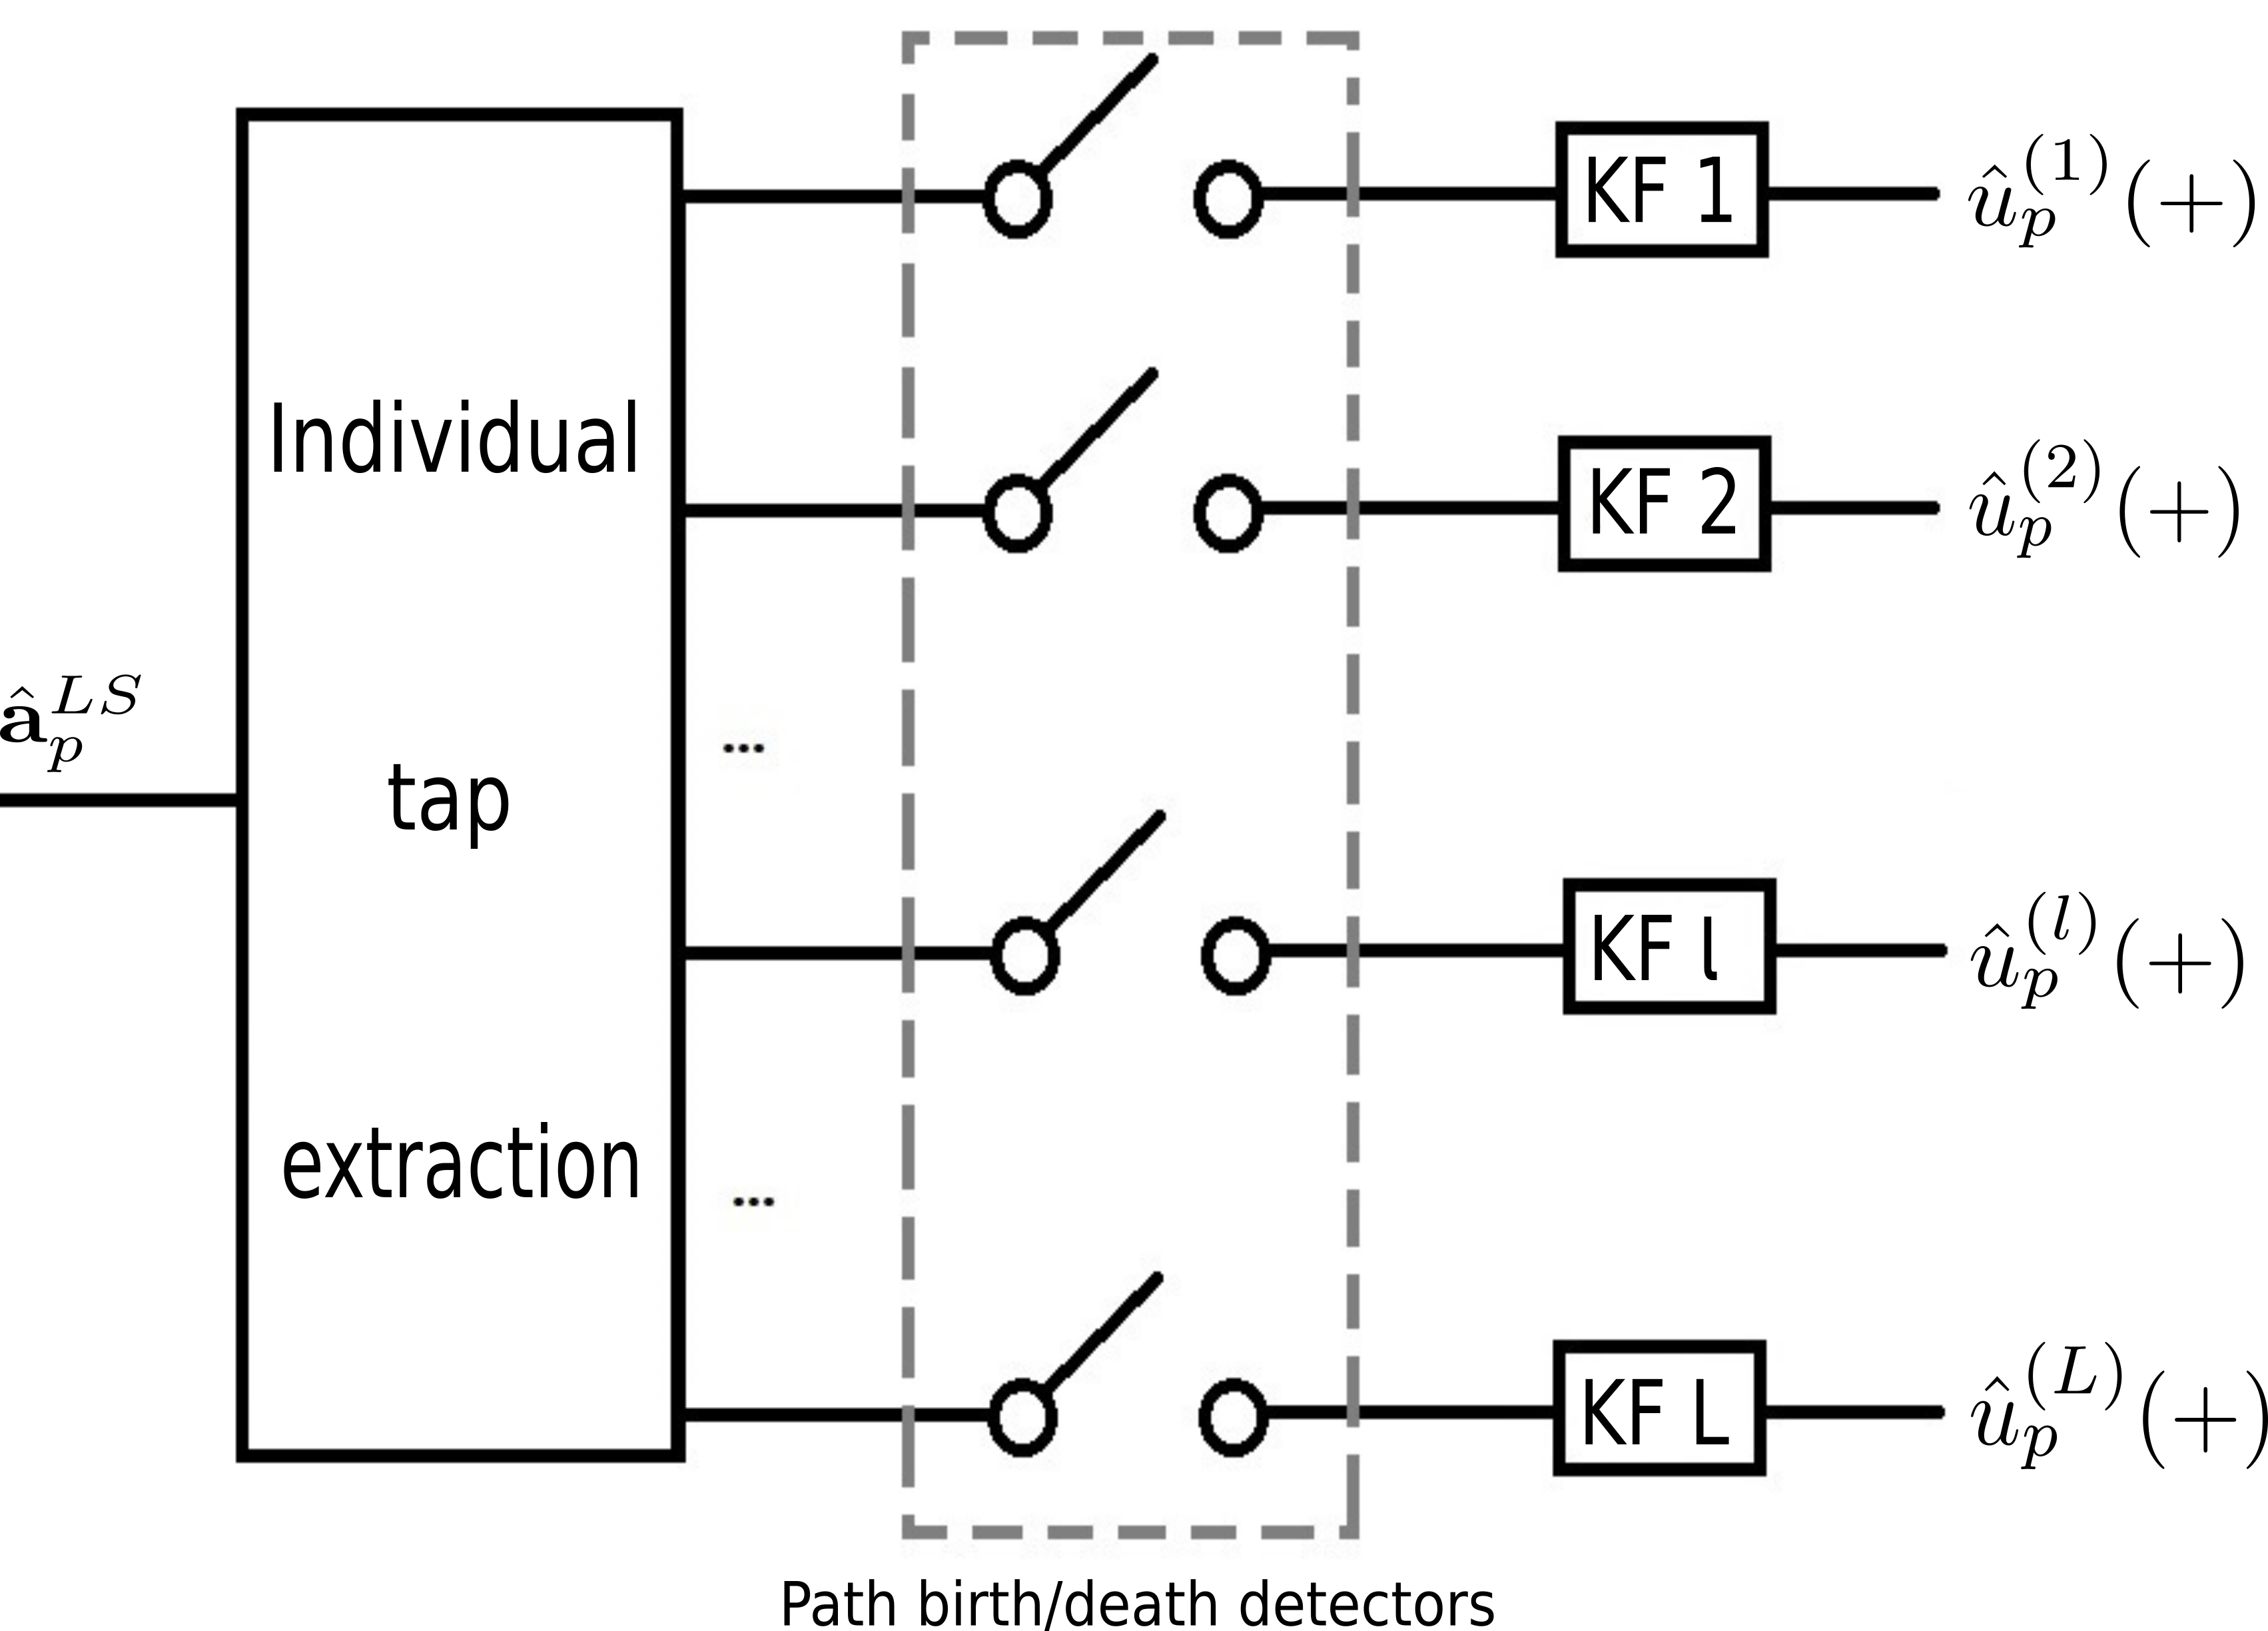 Individual
tap
extraction
â_p^{LS}
...
...
KF 1
û_p^{(1)}(+)
KF 2
û_p^{(2)}(+)
KF l
û_p^{(l)}(+)
KF L
û_p^{(L)}(+)
Path birth/death detectors